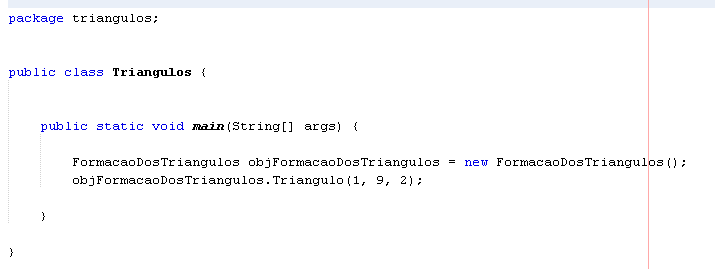 package triangulos;
public class Triangulos {
public static void main(String[] args) {
FormacaoDosTriangulos objFormacaoDosTriangulos = new FormacaoDosTriangulos();
objFormacaoDosTriangulos.Triangulo(1, 9, 2);
}
}